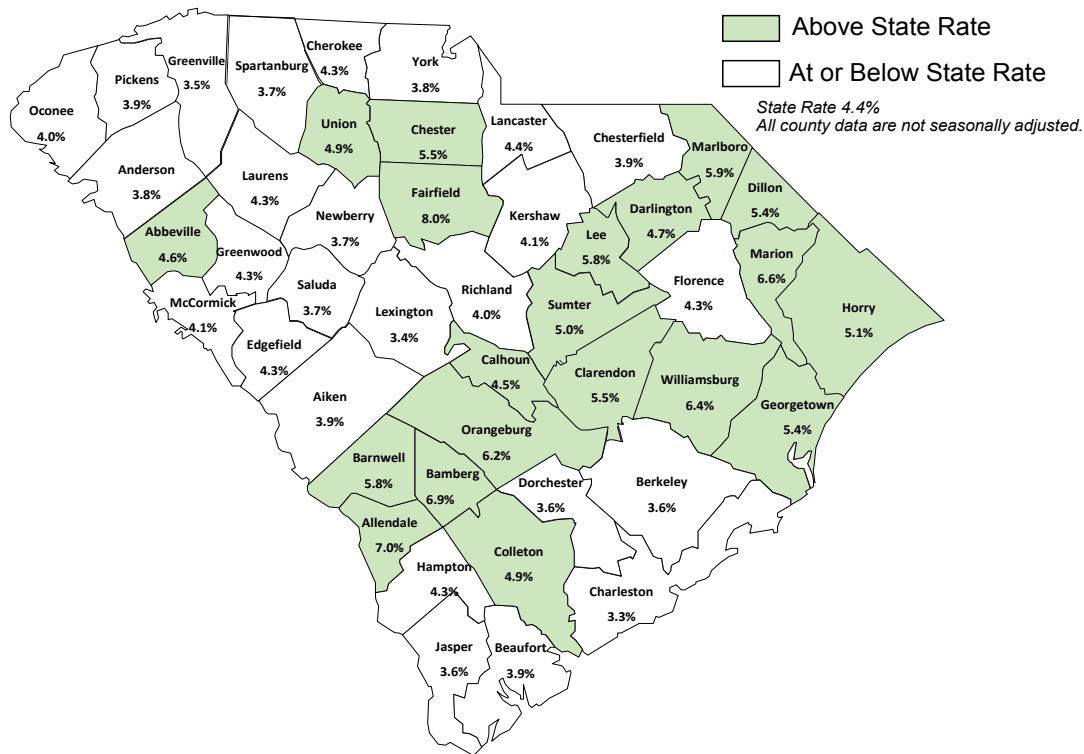 Above State Rate
At or Below State Rate
State Rate 4.4%
All county data are not seasonally adjusted.
Oconee
4.0%
Pickens
3.9%
Greenville
3.5%
Spartanburg
3.7%
Cherokee
4.3%
York
3.8%
Union
4.9%
Chester
5.5%
Lancaster
4.4%
Chesterfield
3.9%
Marlboro
5.9%
Dillon
5.4%
Anderson
3.8%
Laurens
4.3%
Fairfield
8.0%
Kershaw
4.1%
Darlington
4.7%
Lee
5.8%
Marion
6.6%
Abbeville
4.6%
Greenwood
4.3%
Newberry
3.7%
Saluda
3.7%
McCormick
4.1%
Edgefield
4.3%
Lexington
3.4%
Richland
4.0%
Sumter
5.0%
Florence
4.3%
Horry
5.1%
Aiken
3.9%
Calhoun
4.5%
Clarendon
5.5%
Williamsburg
6.4%
Georgetown
5.4%
Orangeburg
6.2%
Barnwell
5.8%
Bamberg
6.9%
Dorchester
3.6%
Berkeley
3.6%
Allendale
7.0%
Colleton
4.9%
Hampton
4.3%
Charleston
3.3%
Jasper
3.6%
Beaufort
3.9%